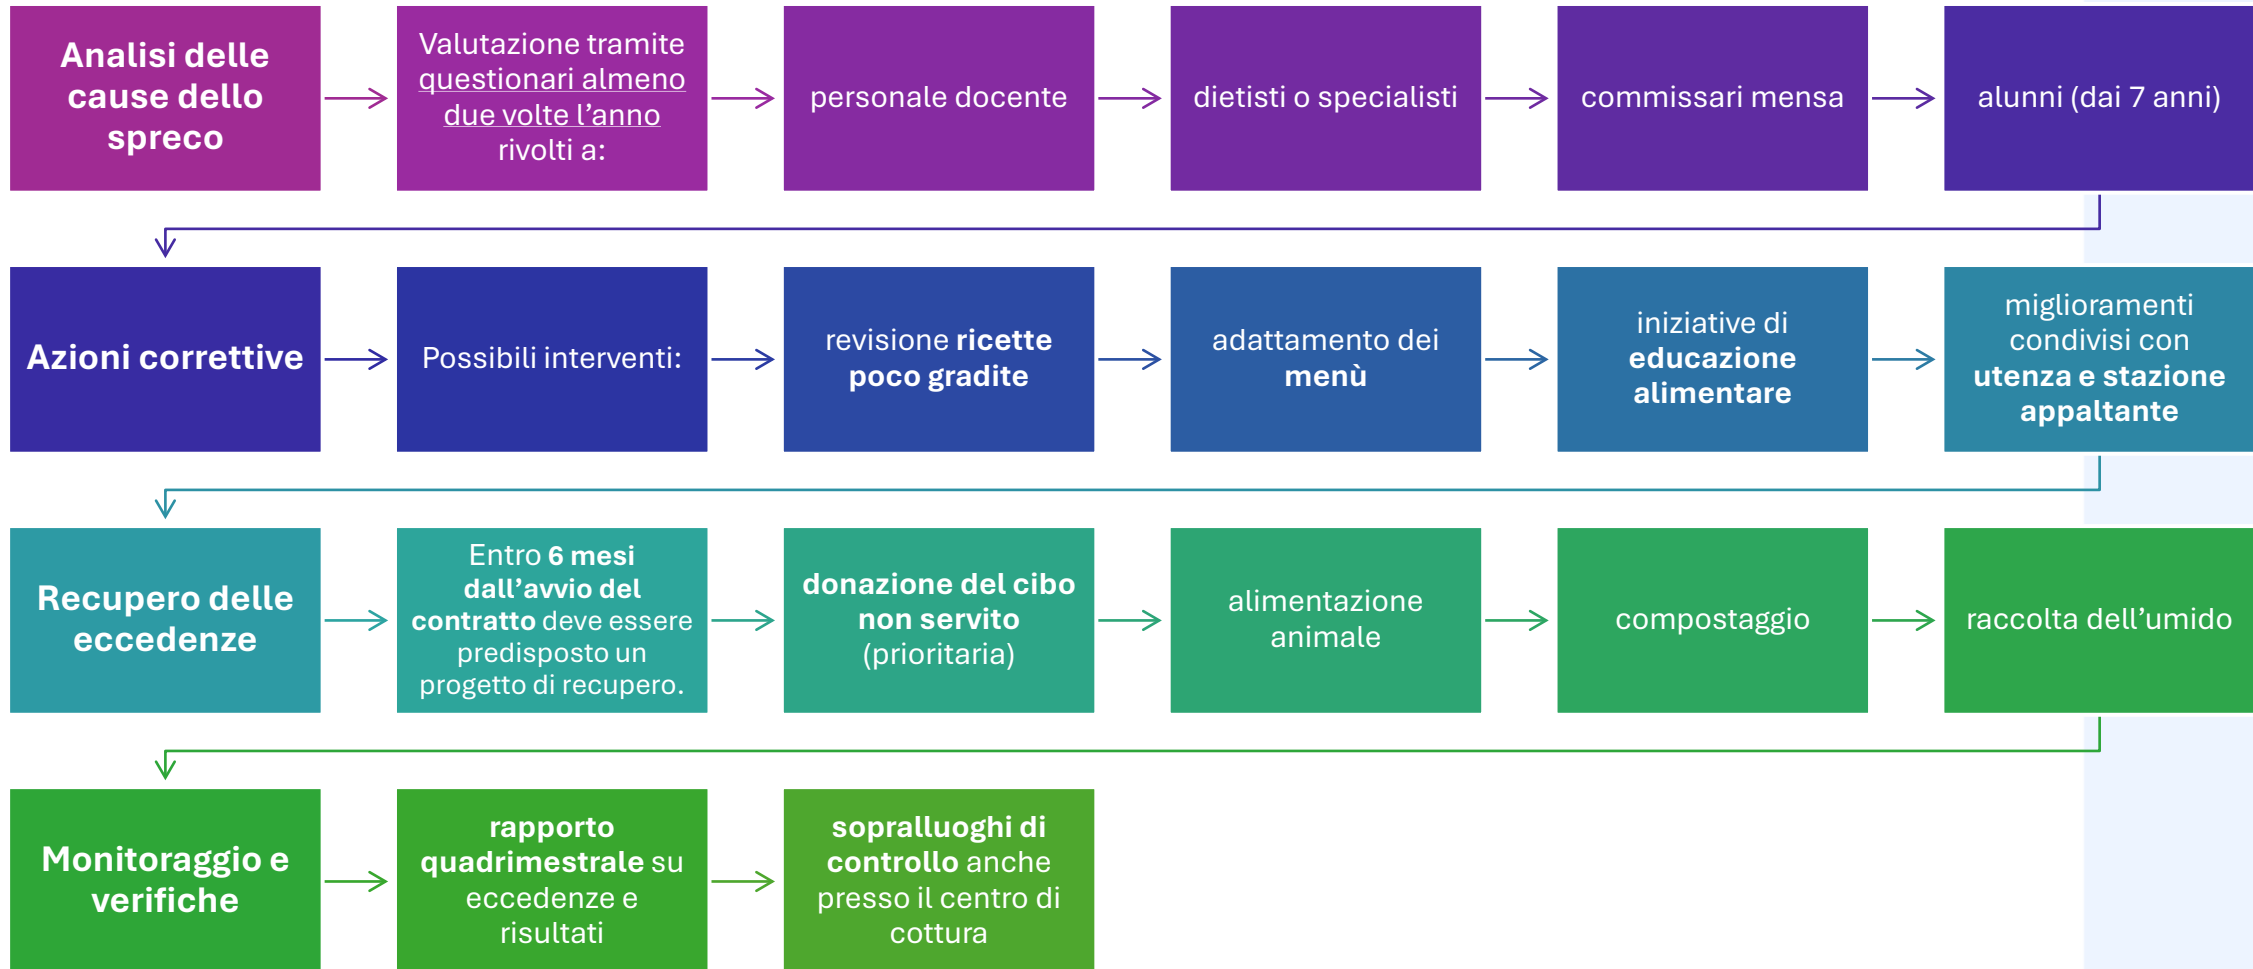 Analisi delle
cause dello
spreco
Valutazione tramite
questionari almeno
due volte l’anno
rivolti a:
personale docente
dietisti o specialisti
commissari mensa
alunni (dai 7 anni)
Azioni correttive
Possibili interventi:
revisione ricette
poco gradite
adattamento dei
menù
iniziative di
educazione
alimentare
miglioramenti
condivisi con
utenza e stazione
appaltante
Recupero delle
eccedenze
Entro 6 mesi
dall’avvio del
contratto deve essere
predisposto un
progetto di recupero.
donazione del cibo
non servito
(prioritaria)
alimentazione
animale
compostaggio
raccolta dell’umido
Monitoraggio e
verifiche
rapporto
quadrimestrale su
eccedenze e
risultati
sopralluoghi di
controllo anche
presso il centro di
cottura